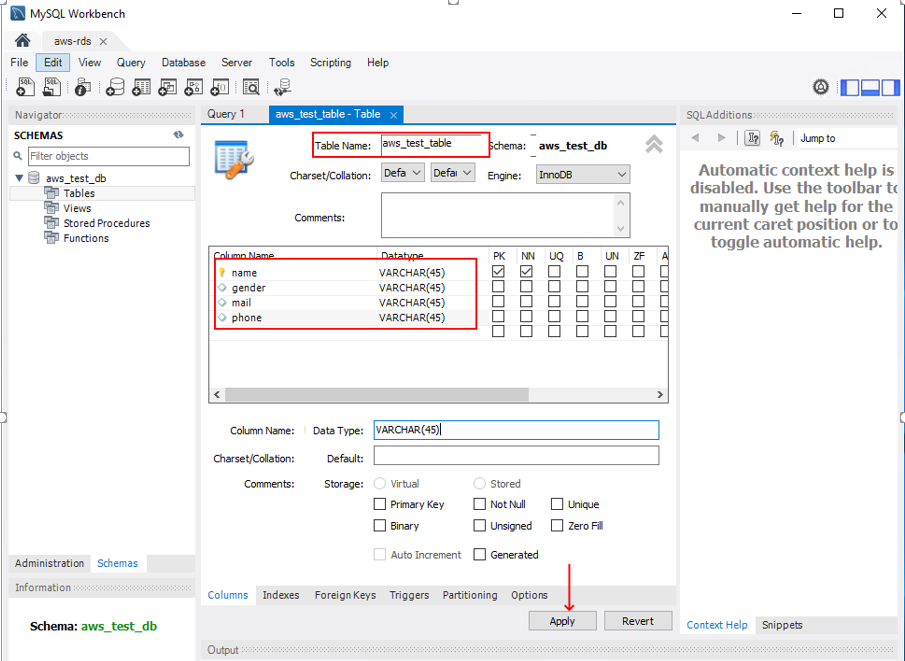 MySQL Workbench
aws-rds
File Edit View Query Database Server Tools Scripting Help
Navigator
SCHEMAS
Filter objects
aws_test_db
Tables
Views
Stored Procedures
Functions
Administration Schemas
Information
Schema: aws_test_db
Query 1 aws_test_table - Table
Table Name: aws_test_table Schema: aws_test_db
Charset/Collation: Defa Defa Engine: InnoDB
Comments:
Column Name Datatype PK NN UQ B UN ZF A
name VARCHAR(45)
gender VARCHAR(45)
mail VARCHAR(45)
phone VARCHAR(45)
Column Name: Data Type: VARCHAR(45)
Charset/Collation: Default:
Comments: Storage: Virtual Stored
Primary Key Not Null Unique
Binary Unsigned Zero Fill
Auto Increment Generated
Columns Indexes Foreign Keys Triggers Partitioning Options
Apply Revert
Output
SQLAdditions
Jump to
Automatic context help is
disabled. Use the toolbar to
manually get help for the
current caret position or to
toggle automatic help.
Context Help Snippets